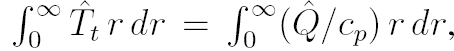 $\int_0^\infty \hat{T}_t \, r \, dr \, = \, \int_0^\infty (\hat{Q}/c_p) \, r \, dr,$